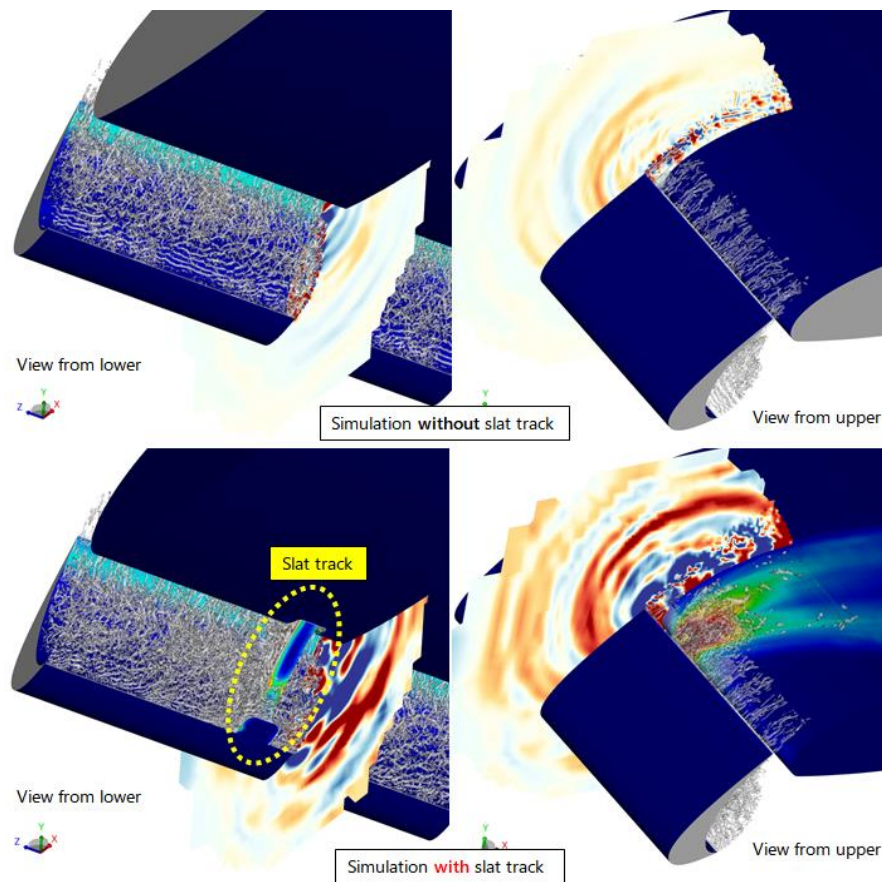 View from lower
Z
Y
X
Simulation without slat track
Y
View from upper
Slat track
View from lower
Z
Y
X
Simulation with slat track
Y
Z
X
View from upper